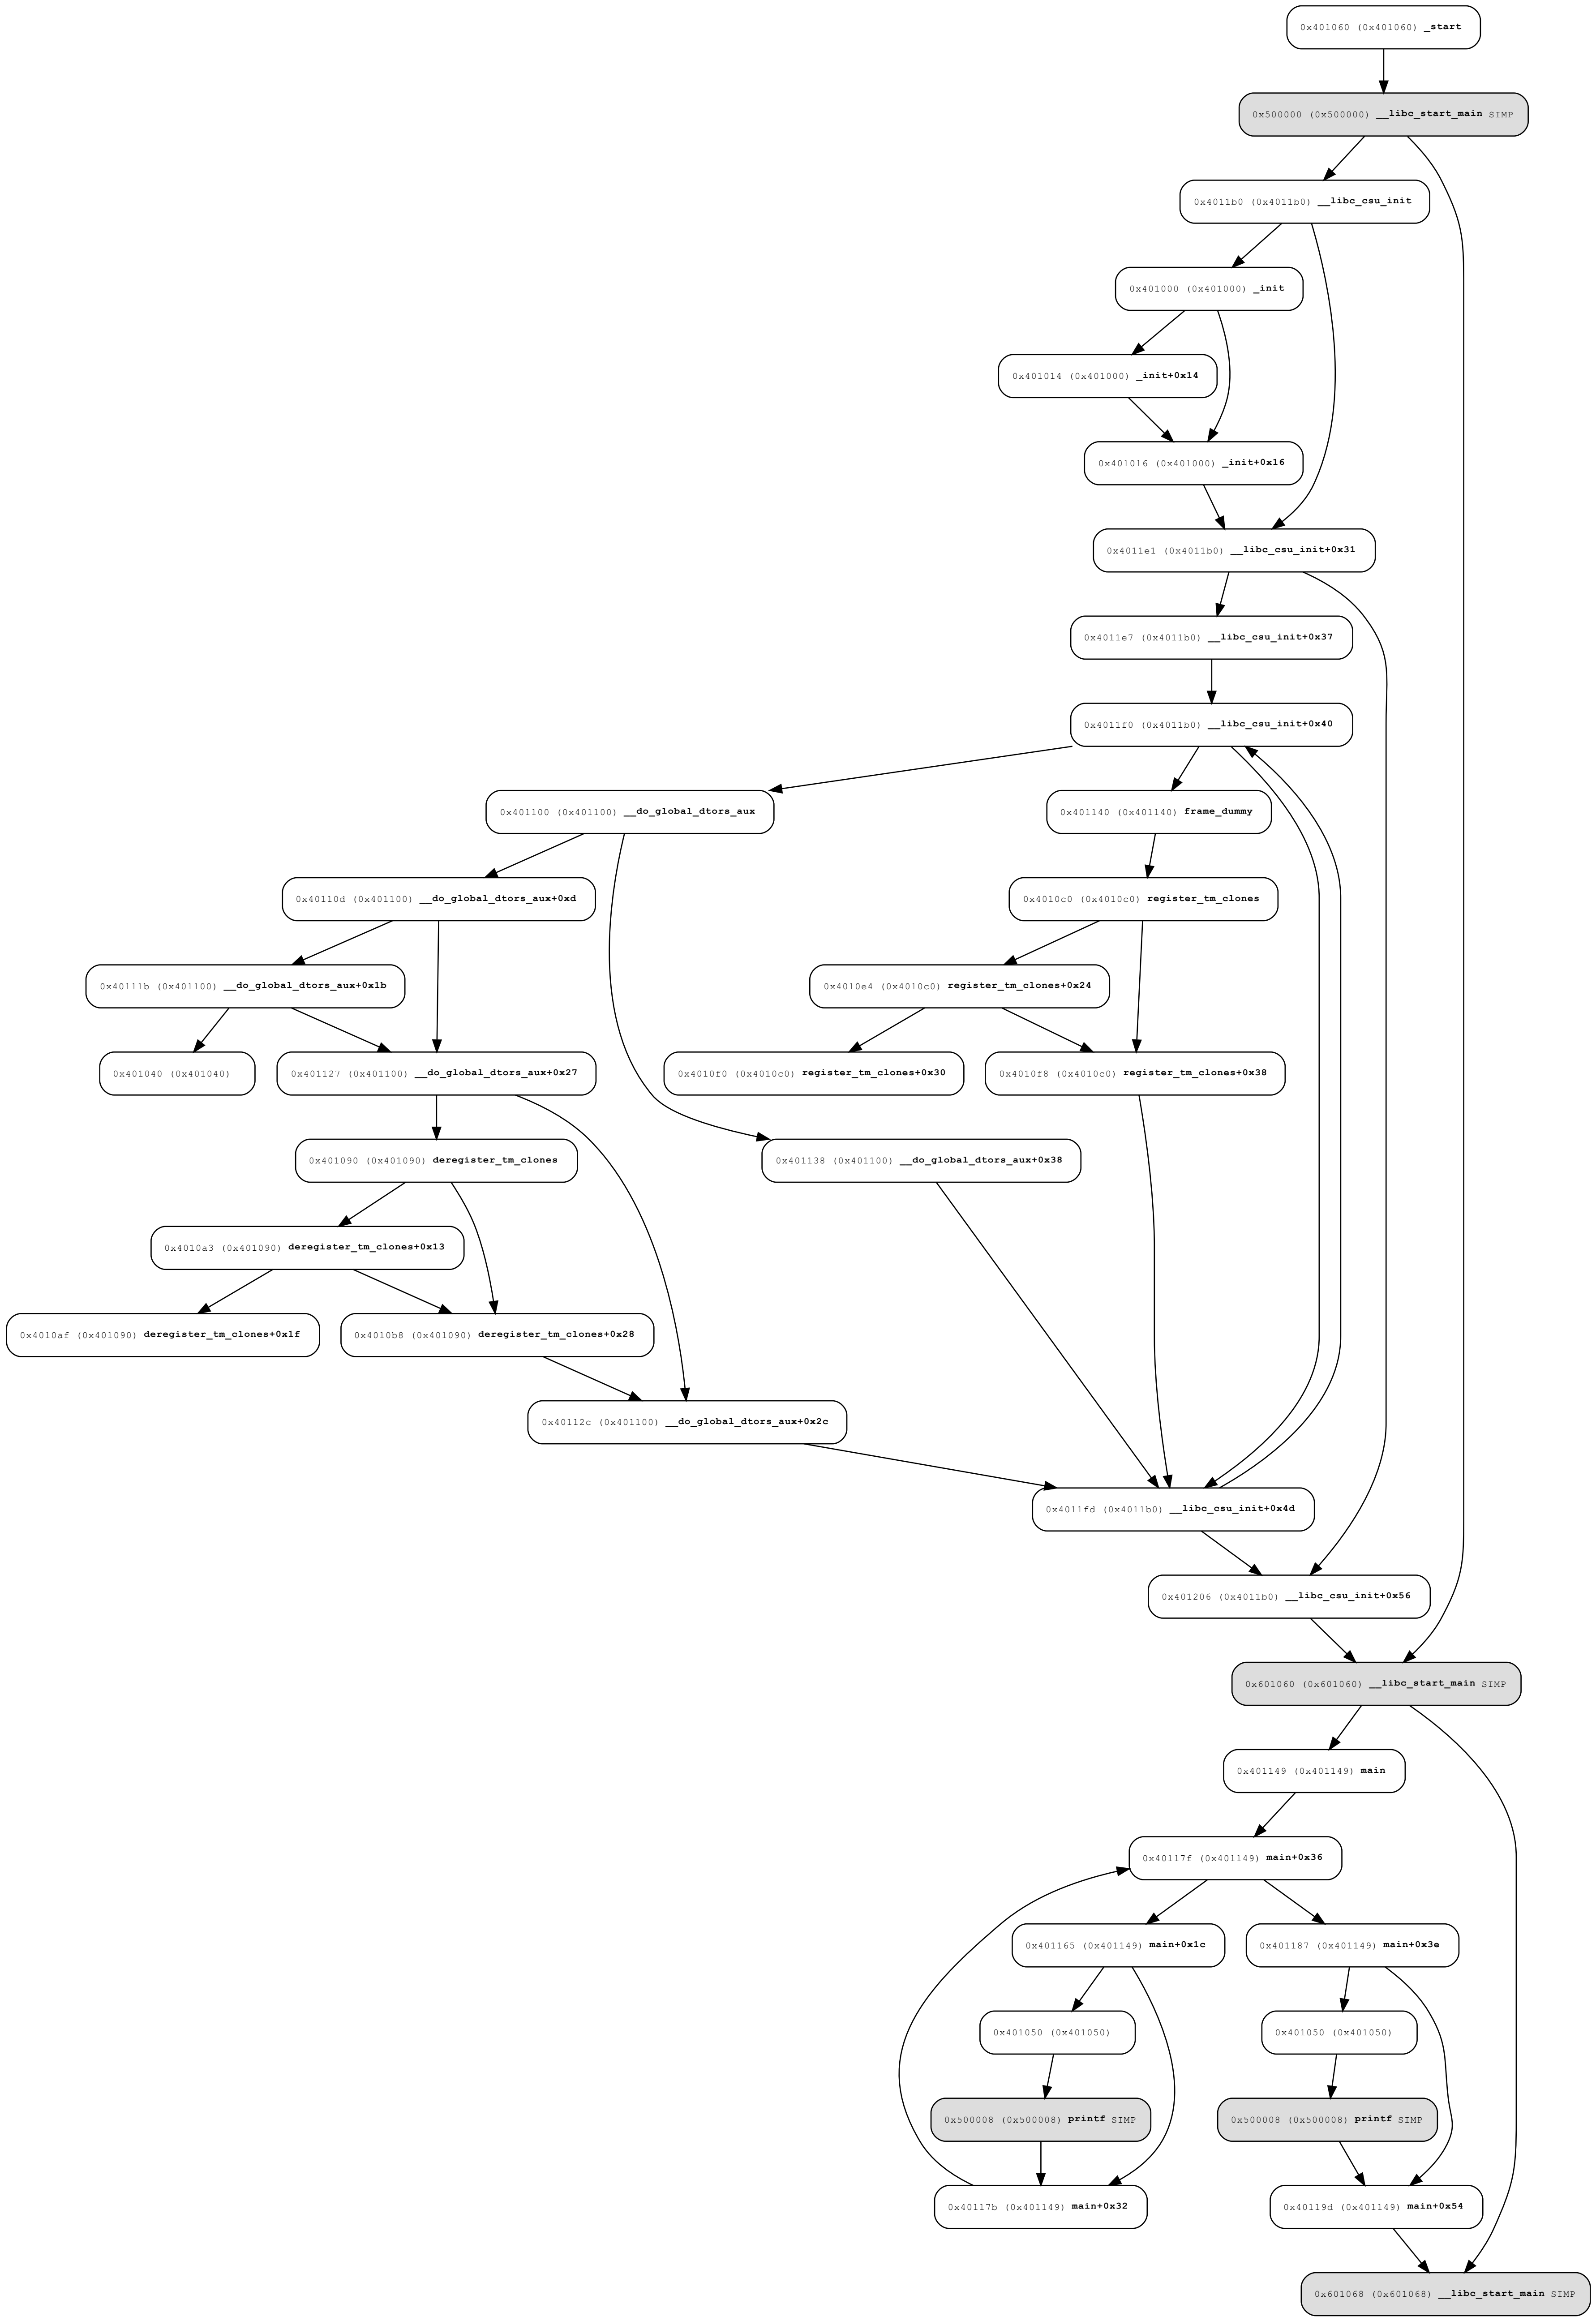 0x401060 (0x401060) _start
0x500000 (0x500000) __libc_start_main SIMP
0x4011b0 (0x4011b0) __libc_csu_init
0x401000 (0x401000) _init
0x401014 (0x401000) _init+0x14
0x401016 (0x401000) _init+0x16
0x4011e1 (0x4011b0) __libc_csu_init+0x31
0x4011e7 (0x4011b0) __libc_csu_init+0x37
0x4011f0 (0x4011b0) __libc_csu_init+0x40
0x401100 (0x401100) __do_global_dtors_aux
0x401140 (0x401140) frame_dummy
0x40110d (0x401100) __do_global_dtors_aux+0xd
0x4010c0 (0x4010c0) register_tm_clones
0x40111b (0x401100) __do_global_dtors_aux+0x1b
0x4010e4 (0x4010c0) register_tm_clones+0x24
0x401040 (0x401040)
0x401127 (0x401100) __do_global_dtors_aux+0x27
0x4010f0 (0x4010c0) register_tm_clones+0x30
0x4010f8 (0x4010c0) register_tm_clones+0x38
0x401090 (0x401090) deregister_tm_clones
0x401138 (0x401100) __do_global_dtors_aux+0x38
0x4010a3 (0x401090) deregister_tm_clones+0x13
0x4010af (0x401090) deregister_tm_clones+0x1f
0x4010b8 (0x401090) deregister_tm_clones+0x28
0x40112c (0x401100) __do_global_dtors_aux+0x2c
0x4011fd (0x4011b0) __libc_csu_init+0x4d
0x401206 (0x4011b0) __libc_csu_init+0x56
0x601060 (0x601060) __libc_start_main SIMP
0x401149 (0x401149) main
0x40117f (0x401149) main+0x36
0x401165 (0x401149) main+0x1c
0x401187 (0x401149) main+0x3e
0x401050 (0x401050)
0x401050 (0x401050)
0x500008 (0x500008) printf SIMP
0x500008 (0x500008) printf SIMP
0x40117b (0x401149) main+0x32
0x40119d (0x401149) main+0x54
0x601068 (0x601068) __libc_start_main SIMP